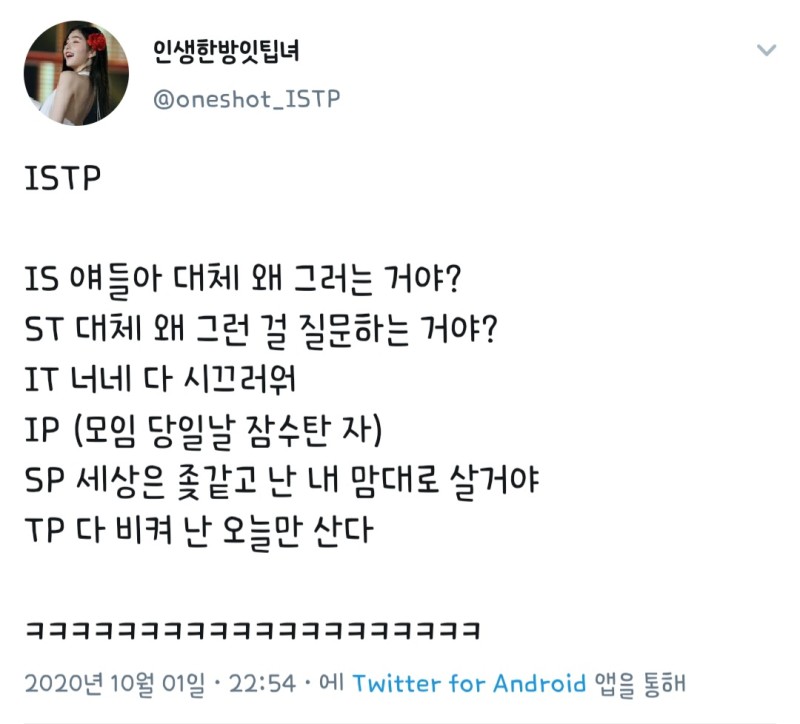 인생한방잇팁녀
@oneshot_ISTP
ISTP
IS 얘들아 대체 왜 그러는 거야?
ST 대체 왜 그런 걸 질문하는 거야?
IT 너네 다 시끄러워
IP (모임 당일날 잠수탄 자)
SP 세상은 좆같고 난 내 맘대로 살거야
TP 다 비켜 난 오늘만 산다
ㅋㅋㅋㅋㅋㅋㅋㅋㅋㅋㅋㅋㅋㅋㅋㅋㅋㅋㅋㅋ
2020년 10월 01일 · 22:54 · 에 Twitter for Android 앱을 통해